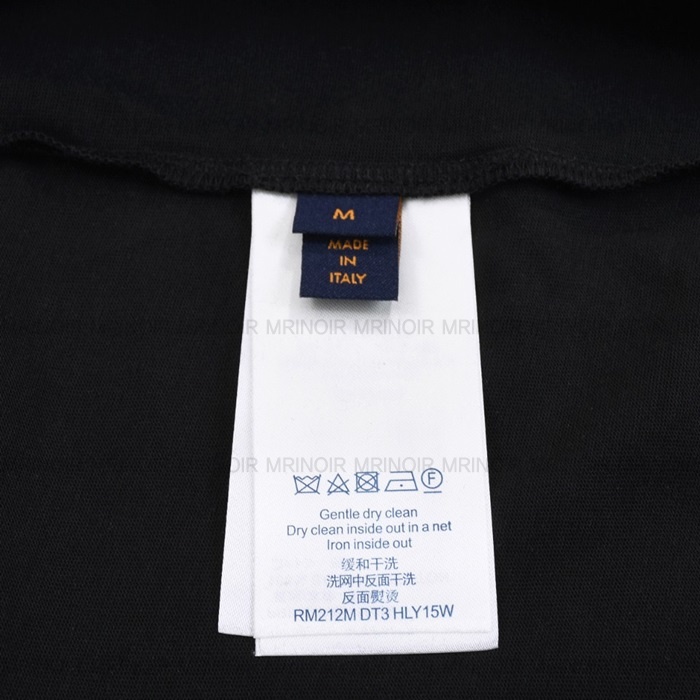 M
MADE
IN
ITALY
MRINOIR MRINOIR MRINOIR
MRINOIR MRINOIR MRINOIR
F
Gentle dry clean
Dry clean inside out in a net
Iron inside out
缓和干洗
洗网中反面干洗
反面熨烫
RM212M DT3 HLY15W